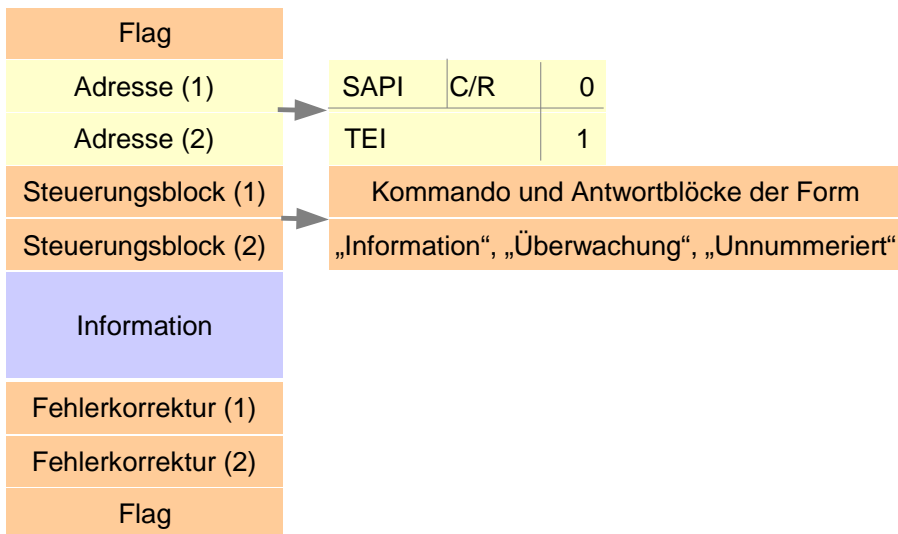 Flag
Adresse (1)
SAPI C/R 0
Adresse (2)
TEI 1
Steuerungsblock (1)
Kommando und Antwortblöcke der Form
Steuerungsblock (2)
„Information“, „Überwachung“, „Unnummeriert“
Information
Fehlerkorrektur (1)
Fehlerkorrektur (2)
Flag